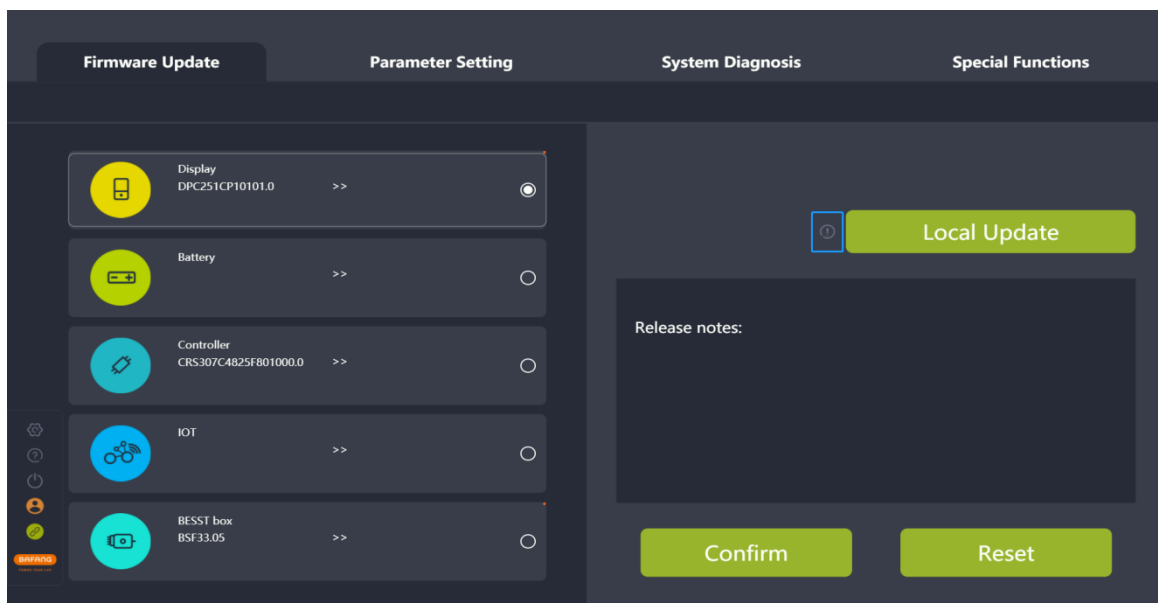 Firmware Update
Parameter Setting
System Diagnosis
Special Functions
Display
DPC251CP10101.0 >>
Battery
>>
Controller
CRS307C4825F801000.0 >>
IOT
>>
BESST box
BSF33.05 >>
BAFANG
Local Update
Release notes:
Confirm
Reset